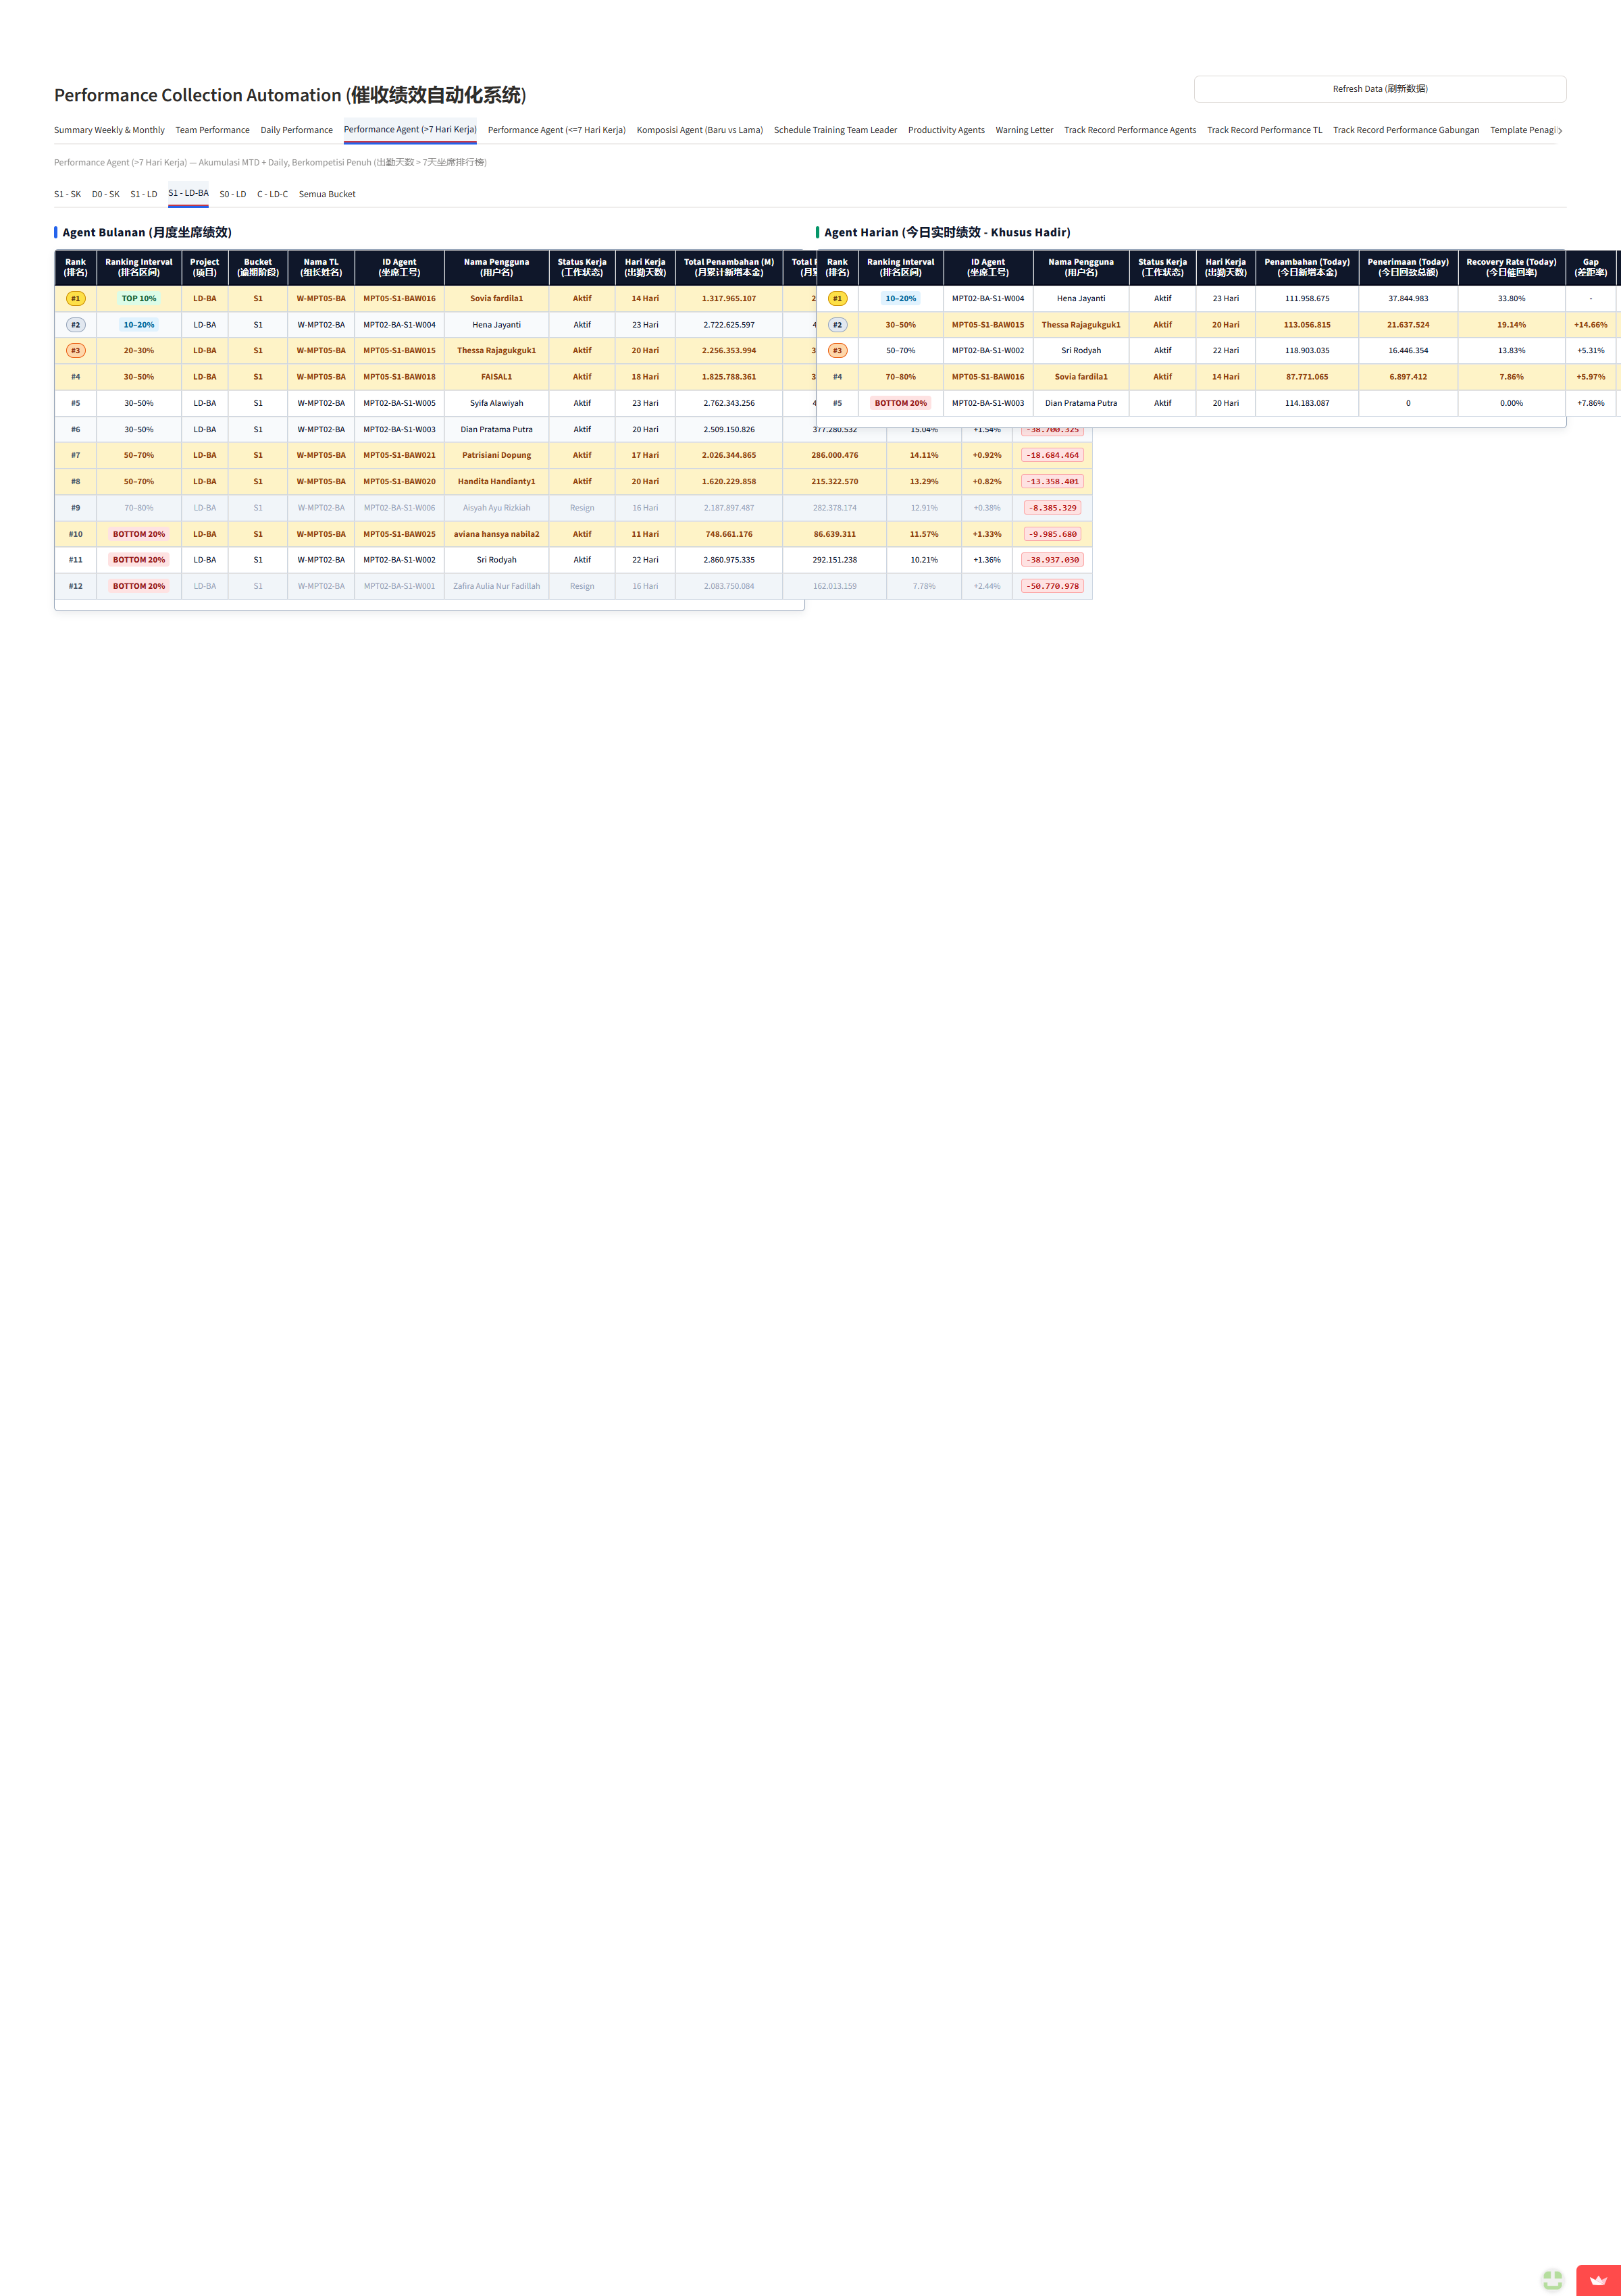 Performance Collection Automation (催收绩效自动化系统)
Refresh Data (刷新数据)
Summary Weekly & Monthly Team Performance Daily Performance Performance Agent (>7 Hari Kerja) Performance Agent (<=7 Hari Kerja) Komposisi Agent (Baru vs Lama) Schedule Training Team Leader Productivity Agents Warning Letter Track Record Performance Agents Track Record Performance TL Track Record Performance Gabungan Template Penagi
Performance Agent (>7 Hari Kerja) — Akumulasi MTD + Daily, Berkompetisi Penuh (出勤天数 > 7天坐席排行榜)
S1 - SK D0 - SK S1 - LD S1 - LD-BA S0 - LD C - LD-C Semua Bucket
Agent Bulanan (月度坐席绩效)
Rank Ranking Interval Project Bucket Nama TL ID Agent Nama Pengguna Status Kerja Hari Kerja Total Penambahan (M) Total
(排名) (排名区间) (项目) (逾期阶段) (组长姓名) (坐席工号) (用户名) (工作状态) (出勤天数) (月累计新增本金)
#1 TOP 10% LD-BA S1 W-MPT05-BA MPT05-S1-BAW016 Sovia fardila1 Aktif 14 Hari 1.317.965.107 2
#2 10–20% LD-BA S1 W-MPT02-BA MPT02-BA-S1-W004 Hena Jayanti Aktif 23 Hari 2.722.625.597 4
#3 20–30% LD-BA S1 W-MPT05-BA MPT05-S1-BAW015 Thessa Rajagukguk1 Aktif 20 Hari 2.256.353.994 3
#4 30–50% LD-BA S1 W-MPT05-BA MPT05-S1-BAW018 FAISAL1 Aktif 18 Hari 1.825.788.361 3
#5 30–50% LD-BA S1 W-MPT02-BA MPT02-BA-S1-W005 Syifa Alawiyah Aktif 23 Hari 2.762.343.256 4
#6 30–50% LD-BA S1 W-MPT02-BA MPT02-BA-S1-W003 Dian Pratama Putra Aktif 20 Hari 2.509.150.826 377.280.532 15.04% +1.54% -38.700.325
#7 50–70% LD-BA S1 W-MPT05-BA MPT05-S1-BAW021 Patrisiani Dopung Aktif 17 Hari 2.026.344.865 286.000.476 14.11% +0.92% -18.684.464
#8 50–70% LD-BA S1 W-MPT05-BA MPT05-S1-BAW020 Handita Handianty1 Aktif 20 Hari 1.620.229.858 215.322.570 13.29% +0.82% -13.358.401
#9 70–80% LD-BA S1 W-MPT02-BA MPT02-BA-S1-W006 Aisyah Ayu Rizkiah Resign 16 Hari 2.187.897.487 282.378.174 12.91% +0.38% -8.385.329
#10 BOTTOM 20% LD-BA S1 W-MPT05-BA MPT05-S1-BAW025 aviana hansya nabila2 Aktif 11 Hari 748.661.176 86.639.311 11.57% +1.33% -9.985.680
#11 BOTTOM 20% LD-BA S1 W-MPT02-BA MPT02-BA-S1-W002 Sri Rodyah Aktif 22 Hari 2.860.975.335 292.151.238 10.21% +1.36% -38.937.030
#12 BOTTOM 20% LD-BA S1 W-MPT02-BA MPT02-BA-S1-W001 Zafira Aulia Nur Fadillah Resign 16 Hari 2.083.750.084 162.013.159 7.78% +2.44% -50.770.978
Agent Harian (今日实时绩效 - Khusus Hadir)
Rank Ranking Interval ID Agent Nama Pengguna Status Kerja Hari Kerja Penambahan (Today) Penerimaan (Today) Recovery Rate (Today) Gap
(排名) (排名区间) (坐席工号) (用户名) (工作状态) (出勤天数) (今日新增本金) (今日回款总额) (今日催回率) (差距率)
#1 10–20% MPT02-BA-S1-W004 Hena Jayanti Aktif 23 Hari 111.958.675 37.844.983 33.80% -
#2 30–50% MPT05-S1-BAW015 Thessa Rajagukguk1 Aktif 20 Hari 113.056.815 21.637.524 19.14% +14.66%
#3 50–70% MPT02-BA-S1-W002 Sri Rodyah Aktif 22 Hari 118.903.035 16.446.354 13.83% +5.31%
#4 70–80% MPT05-S1-BAW016 Sovia fardila1 Aktif 14 Hari 87.771.065 6.897.412 7.86% +5.97%
#5 BOTTOM 20% MPT02-BA-S1-W003 Dian Pratama Putra Aktif 20 Hari 114.183.087 0 0.00% +7.86%